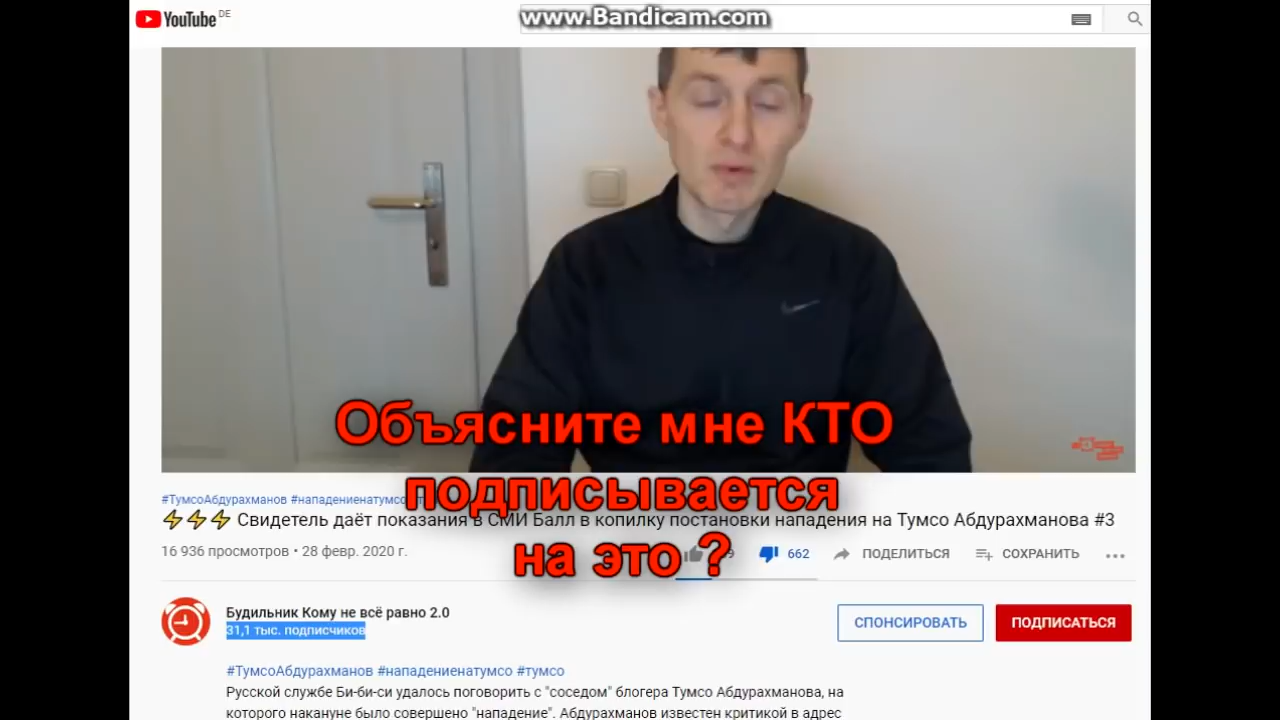 YouTube DE
www.Bandicam.com
Объясните мне КТО
подписывается
на это ?
#ТумсоАбдурахманов #нападениенатумсо
⚡⚡⚡ Свидетель даёт показания в СМИ Балл в копилку постановки нападения на Тумсо Абдурахманова #3
16 936 просмотров • 28 февр. 2020 г.
662
ПОДЕЛИТЬСЯ
СОХРАНИТЬ
Будильник Кому не всё равно 2.0
31,1 тыс. подписчиков
СПОНСИРОВАТЬ
ПОДПИСАТЬСЯ
#ТумсоАбдурахманов #нападениенатумсо #тумсо
Русской службе Би-би-си удалось поговорить с "соседом" блогера Тумсо Абдурахманова, на
которого накануне было совершено "нападение". Абдурахманов известен критикой в адрес